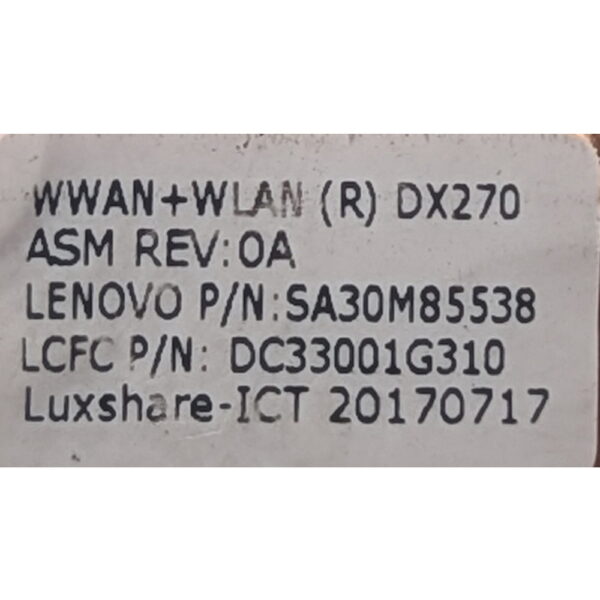 WWAN+WLAN (R) DX270
ASM REV:0A
LENOVO P/N:SA30M85538
LCFC P/N: DC33001G310
Luxshare-ICT 20170717